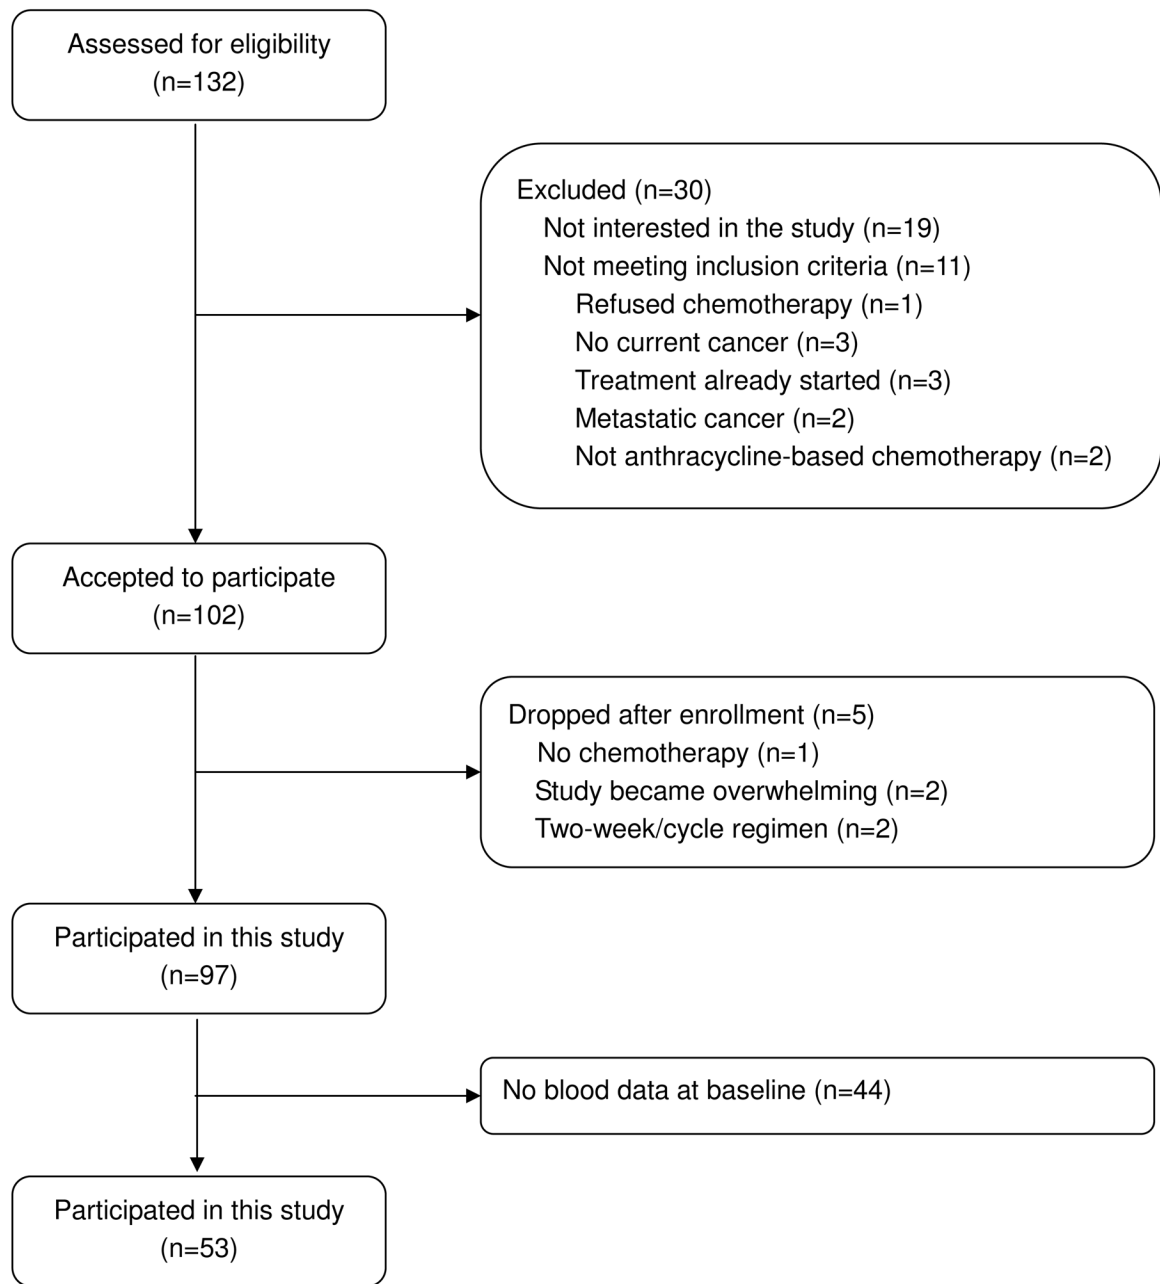 Assessed for eligibility
(n=132)
Excluded (n=30)
Not interested in the study (n=19)
Not meeting inclusion criteria (n=11)
Refused chemotherapy (n=1)
No current cancer (n=3)
Treatment already started (n=3)
Metastatic cancer (n=2)
Not anthracycline-based chemotherapy (n=2)
Accepted to participate
(n=102)
Dropped after enrollment (n=5)
No chemotherapy (n=1)
Study became overwhelming (n=2)
Two-week/cycle regimen (n=2)
Participated in this study
(n=97)
No blood data at baseline (n=44)
Participated in this study
(n=53)